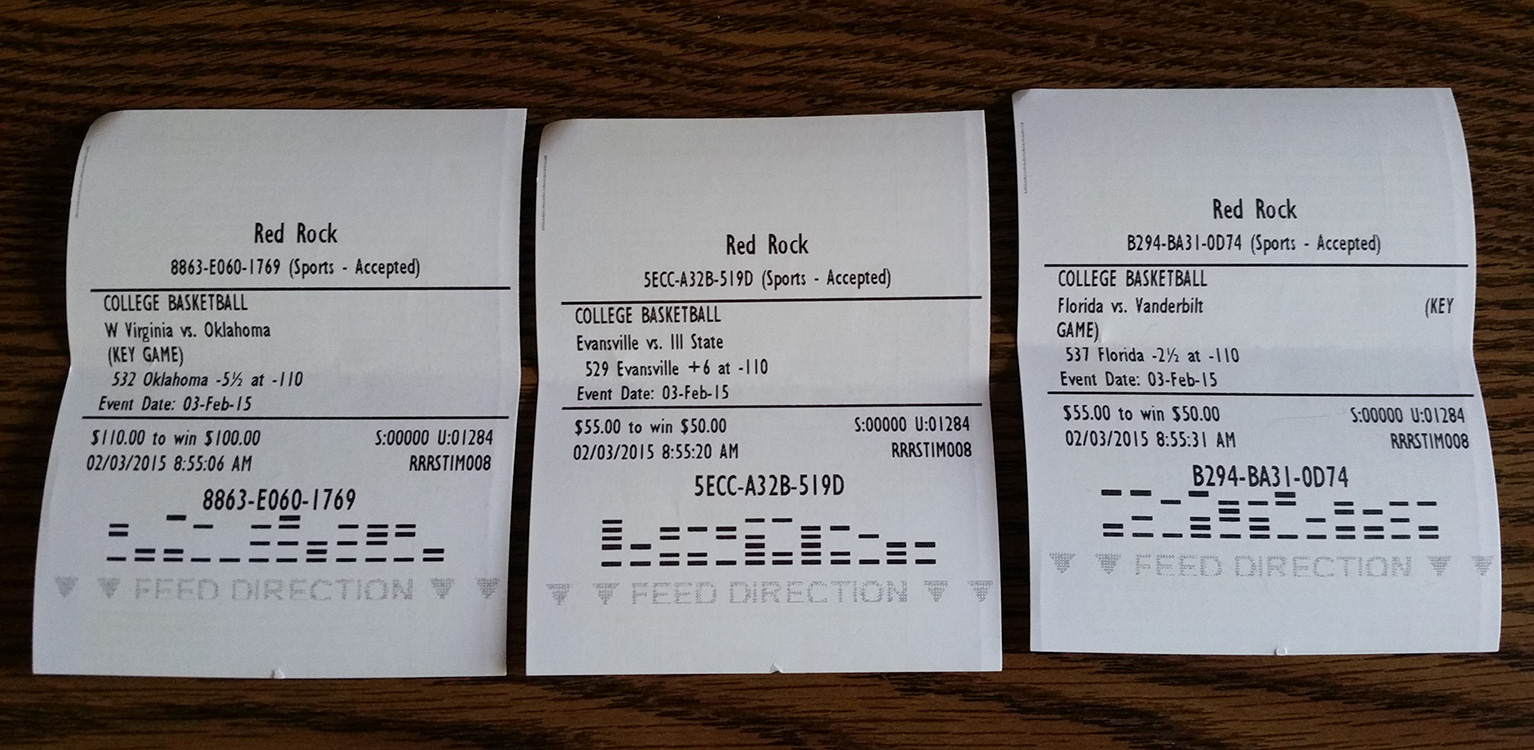 Red Rock
8863-E060-1769 (Sports - Accepted)
COLLEGE BASKETBALL
W Virginia vs. Oklahoma
(KEY GAME)
532 Oklahoma -5½ at -110
Event Date: 03-Feb-15
$110.00 to win $100.00 S:00000 U:01284
02/03/2015 8:55:06 AM RRRSTIM008
8863-E060-1769
FEED DIRECTION
Red Rock
5ECC-A32B-519D (Sports - Accepted)
COLLEGE BASKETBALL
Evansville vs. Ill State
529 Evansville +6 at -110
Event Date: 03-Feb-15
$55.00 to win $50.00 S:00000 U:01284
02/03/2015 8:55:20 AM RRRSTIM008
5ECC-A32B-519D
FEED DIRECTION
Red Rock
B294-BA31-0D74 (Sports - Accepted)
COLLEGE BASKETBALL
Florida vs. Vanderbilt (KEY
GAME)
537 Florida -2½ at -110
Event Date: 03-Feb-15
$55.00 to win $50.00 S:00000 U:01284
02/03/2015 8:55:31 AM RRRSTIM008
B294-BA31-0D74
FEED DIRECTION